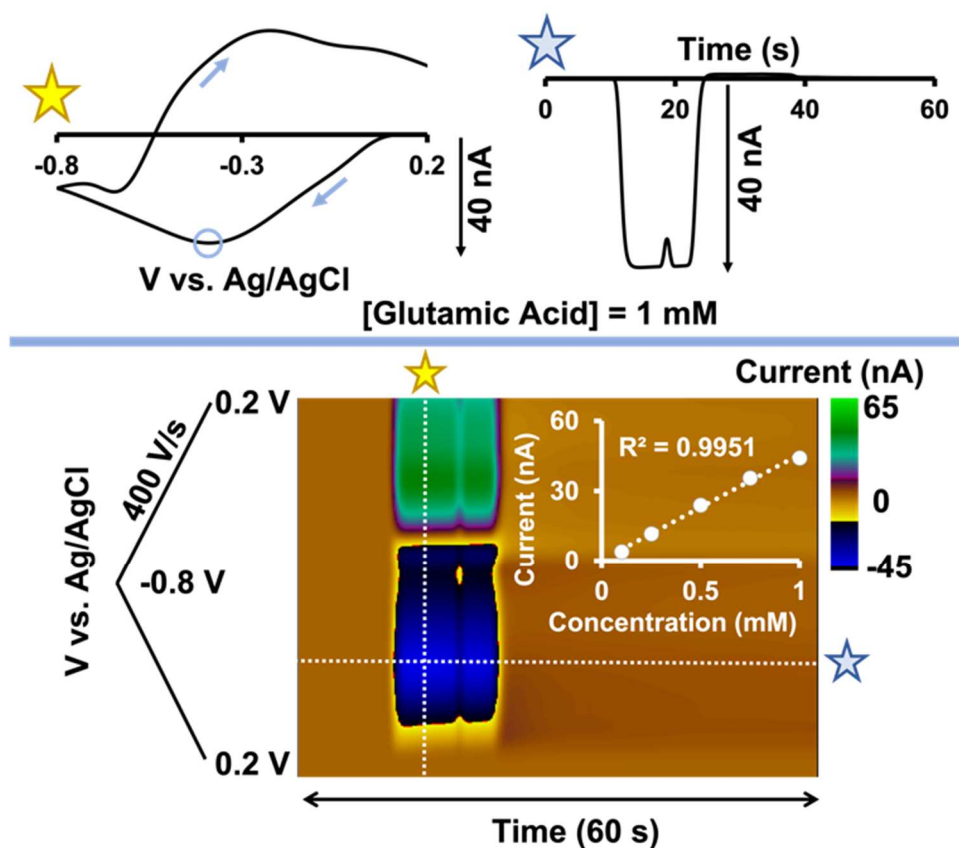 -0.8
-0.3
0.2
40 nA
V vs. Ag/AgCl
Time (s)
0
20
40
60
40 nA
[Glutamic Acid] = 1 mM
V vs. Ag/AgCl
400 V/s
0.2 V
-0.8 V
0.2 V
Current (nA)
65
0
-45
Current (nA)
60
30
0
R² = 0.9951
0
0.5
1
Concentration (mM)
Time (60 s)